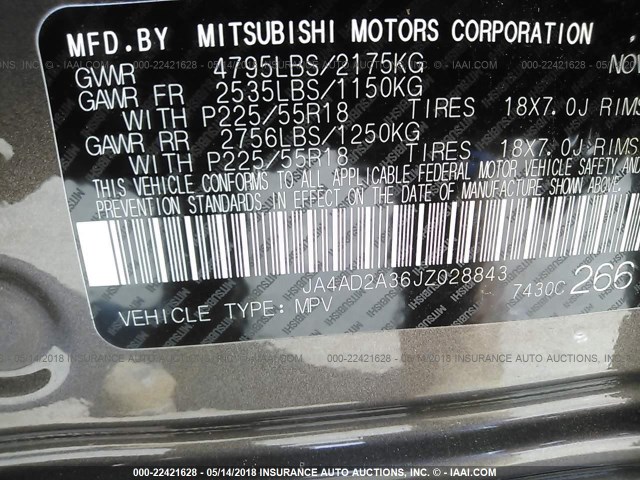 MFD.BY MITSUBISHI MOTORS CORPORATION
GVWR 4795LBS/2175KG NOV
GAWR FR 2535LBS/1150KG
WITH P225/55R18 TIRES 18X7.0J RIMS
GAWR RR 2756LBS/1250KG
WITH P225/55R18 TIRES 18X7.0J RIMS
THIS VEHICLE CONFORMS TO ALL APPLICABLE FEDERAL MOTOR VEHICLE SAFETY AND
PREVENTION STANDARDS IN EFFECT ON THE DATE OF MANUFACTURE SHOWN ABOVE
JA4AD2A36JZ028843 7430C 266
VEHICLE TYPE: MPV
000-22421628 - 05/14/2018 INSURANCE AUTO AUCTIONS, INC. - © - IAAI.COM